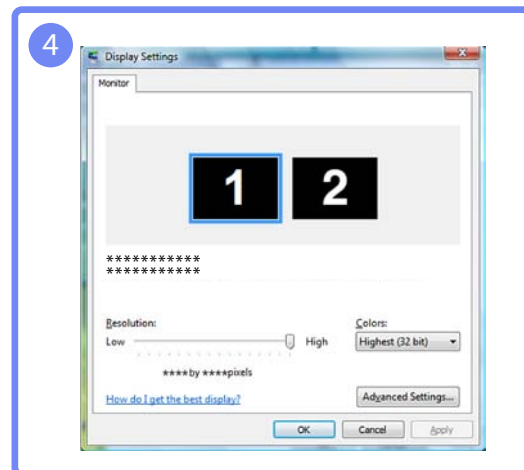 4
Display Settings
Monitor
1 2
***********
***********
Resolution: Colors:
Low High Highest (32 bit)
****by ****pixels
How do I get the best display? Advanced Settings...
OK Cancel Apply